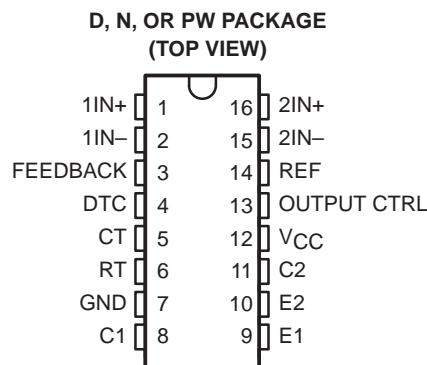 D, N, OR PW PACKAGE
(TOP VIEW)
1IN+ 1 16 2IN+
1IN– 2 15 2IN–
FEEDBACK 3 14 REF
DTC 4 13 OUTPUT CTRL
CT 5 12 VCC
RT 6 11 C2
GND 7 10 E2
C1 8 9 E1